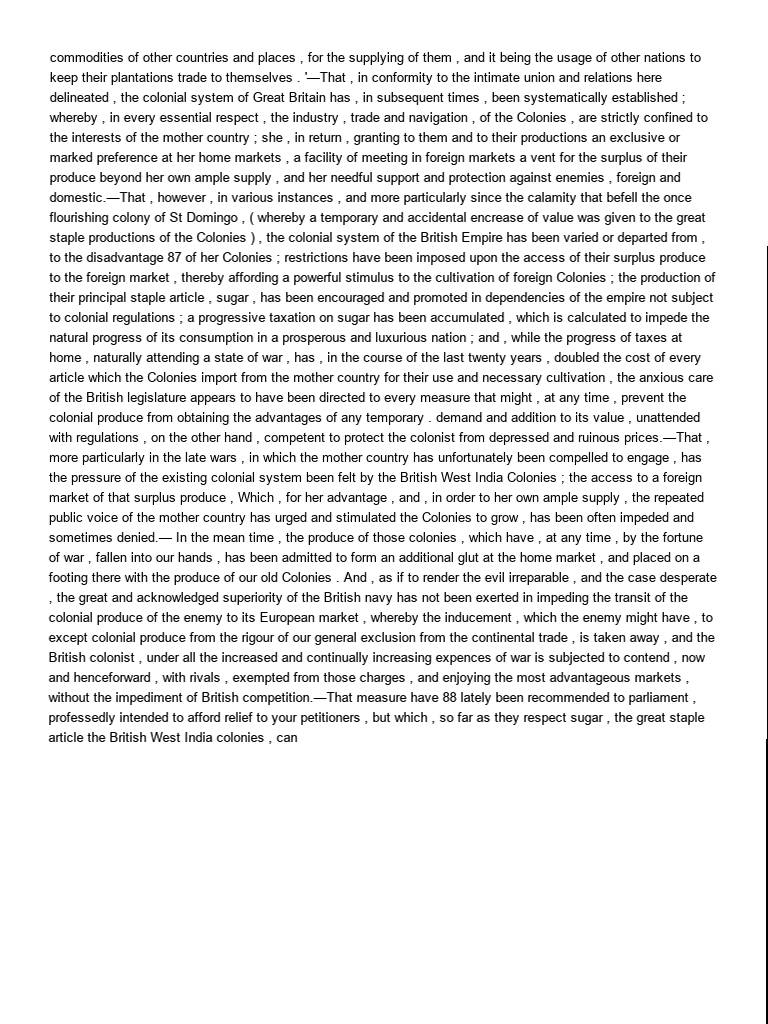 commodities of other countries and places , for the supplying of them , and it being the usage of other nations to
keep their plantations trade to themselves . '—That , in conformity to the intimate union and relations here
delineated , the colonial system of Great Britain has , in subsequent times , been systematically established ;
whereby , in every essential respect , the industry , trade and navigation , of the Colonies , are strictly confined to
the interests of the mother country ; she , in return , granting to them and to their productions an exclusive or
marked preference at her home markets , a facility of meeting in foreign markets a vent for the surplus of their
produce beyond her own ample supply , and her needful support and protection against enemies , foreign and
domestic.—That , however , in various instances , and more particularly since the calamity that befell the once
flourishing colony of St Domingo , ( whereby a temporary and accidental encrease of value was given to the great
staple productions of the Colonies ) , the colonial system of the British Empire has been varied or departed from ,
to the disadvantage 87 of her Colonies ; restrictions have been imposed upon the access of their surplus produce
to the foreign market , thereby affording a powerful stimulus to the cultivation of foreign Colonies ; the production of
their principal staple article , sugar , has been encouraged and promoted in dependencies of the empire not subject
to colonial regulations ; a progressive taxation on sugar has been accumulated , which is calculated to impede the
natural progress of its consumption in a prosperous and luxurious nation ; and , while the progress of taxes at
home , naturally attending a state of war , has , in the course of the last twenty years , doubled the cost of every
article which the Colonies import from the mother country for their use and necessary cultivation , the anxious care
of the British legislature appears to have been directed to every measure that might , at any time , prevent the
colonial produce from obtaining the advantages of any temporary . demand and addition to its value , unattended
with regulations , on the other hand , competent to protect the colonist from depressed and ruinous prices.—That ,
more particularly in the late wars , in which the mother country has unfortunately been compelled to engage , has
the pressure of the existing colonial system been felt by the British West India Colonies ; the access to a foreign
market of that surplus produce , Which , for her advantage , and , in order to her own ample supply , the repeated
public voice of the mother country has urged and stimulated the Colonies to grow , has been often impeded and
sometimes denied.— In the mean time , the produce of those colonies , which have , at any time , by the fortune
of war , fallen into our hands , has been admitted to form an additional glut at the home market , and placed on a
footing there with the produce of our old Colonies . And , as if to render the evil irreparable , and the case desperate
, the great and acknowledged superiority of the British navy has not been exerted in impeding the transit of the
colonial produce of the enemy to its European market , whereby the inducement , which the enemy might have , to
except colonial produce from the rigour of our general exclusion from the continental trade , is taken away , and the
British colonist , under all the increased and continually increasing expences of war is subjected to contend , now
and henceforward , with rivals , exempted from those charges , and enjoying the most advantageous markets ,
without the impediment of British competition.—That measure have 88 lately been recommended to parliament ,
professedly intended to afford relief to your petitioners , but which , so far as they respect sugar , the great staple
article the British West India colonies , can